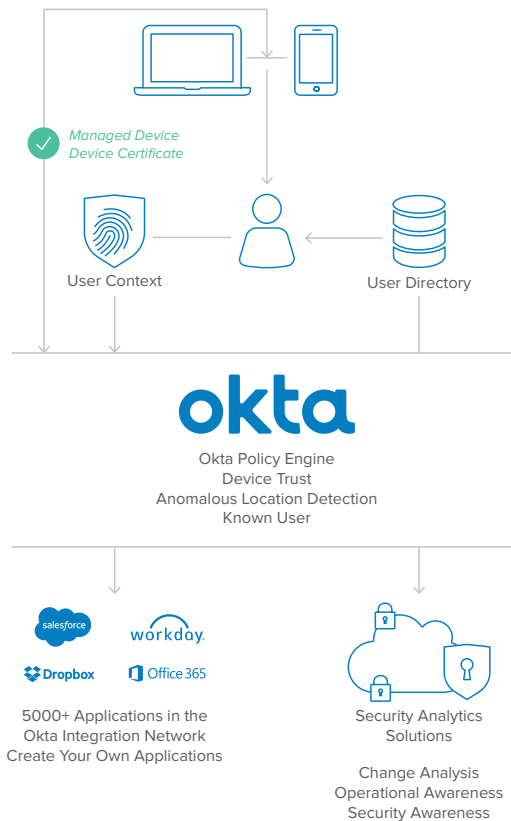 Managed Device
Device Certificate
User Context
User Directory
okta
Okta Policy Engine
Device Trust
Anomalous Location Detection
Known User
salesforce
workday.
Dropbox
Office 365
5000+ Applications in the
Okta Integration Network
Create Your Own Applications
Security Analytics
Solutions
Change Analysis
Operational Awareness
Security Awareness